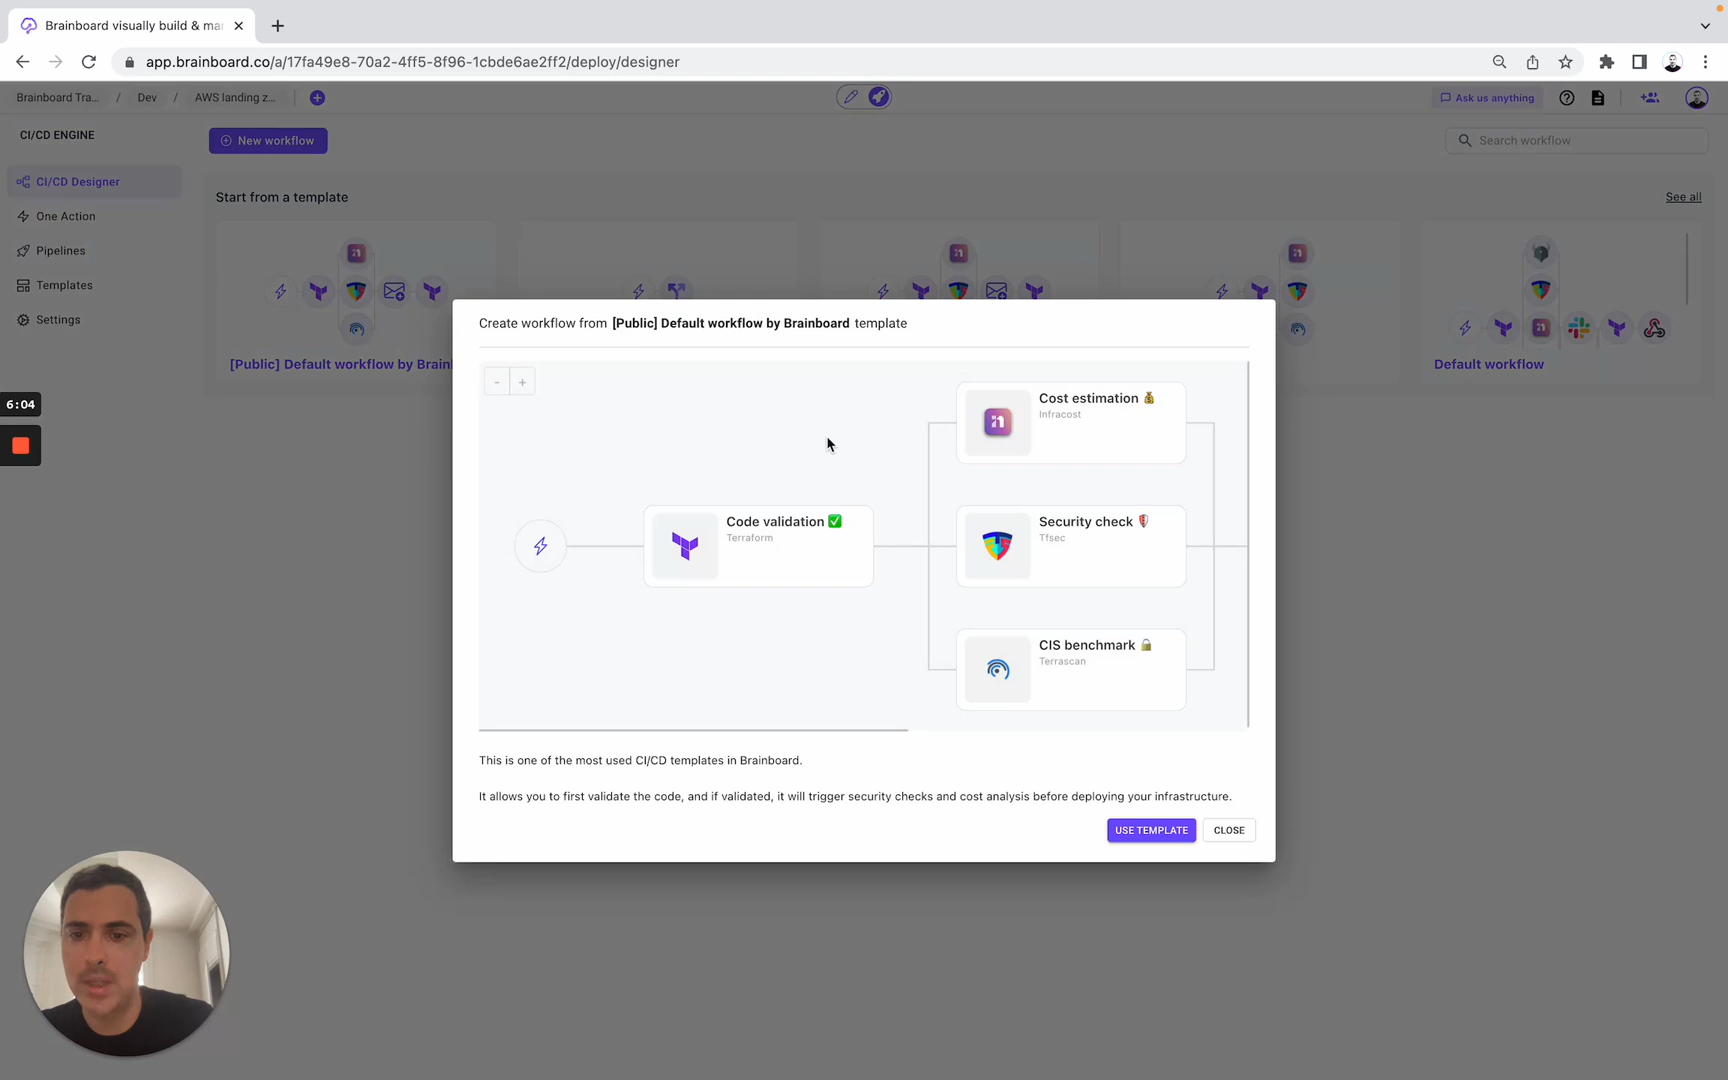 Brainboard visually build & ma
app.brainboard.co/a/17fa49e8-70a2-4ff5-8f96-1cbde6ae2ff2/deploy/designer
Brainboard Tra... / Dev / AWS landing z...
Ask us anything
CI/CD ENGINE
New workflow
Search workflow
CI/CD Designer
One Action
Pipelines
Templates
Settings
Start from a template
See all
[Public] Default workflow by Brain
Default workflow
6:04
Create workflow from [Public] Default workflow by Brainboard template
- +
Cost estimation 💰
Infracost
Code validation ✅
Terraform
Security check
Tfsec
CIS benchmark 🔒
Terrascan
This is one of the most used CI/CD templates in Brainboard.
It allows you to first validate the code, and if validated, it will trigger security checks and cost analysis before deploying your infrastructure.
USE TEMPLATE
CLOSE